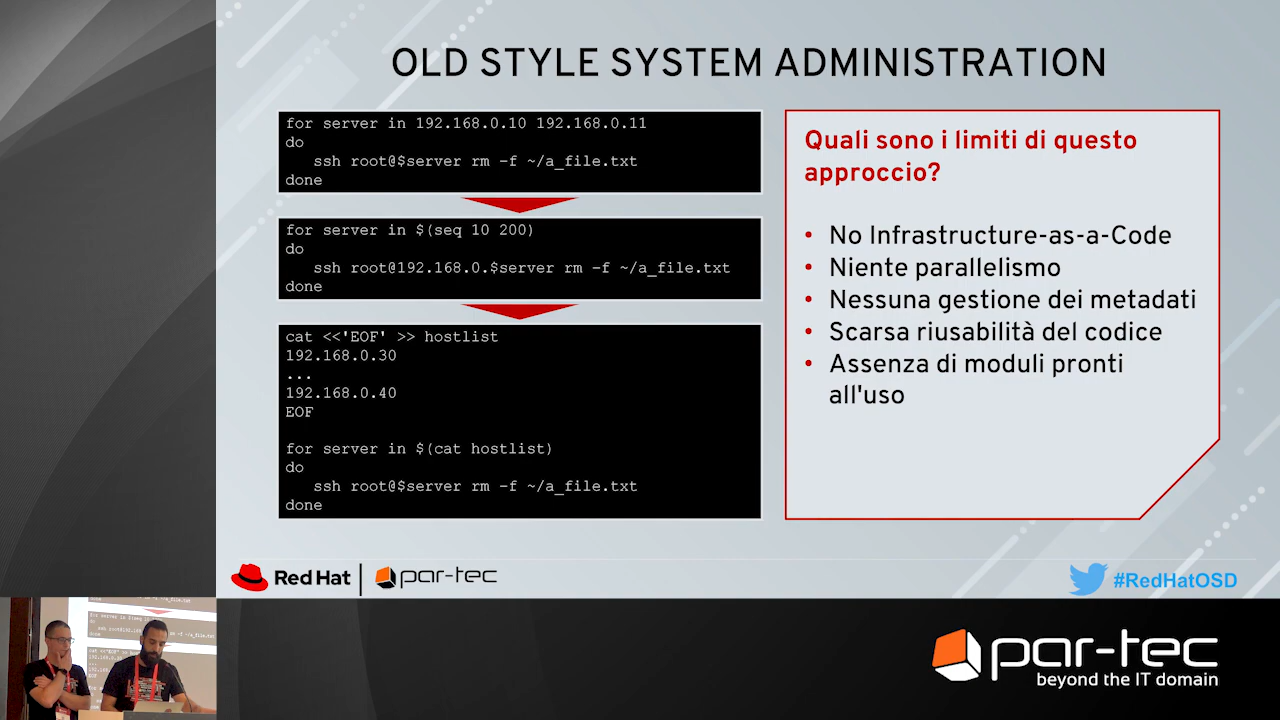 OLD STYLE SYSTEM ADMINISTRATION
for server in 192.168.0.10 192.168.0.11
do
ssh root@$server rm -f ~/a_file.txt
done
for server in $(seq 10 200)
do
ssh root@192.168.0.$server rm -f ~/a_file.txt
done
cat <<'EOF' >> hostlist
192.168.0.30
...
192.168.0.40
EOF
for server in $(cat hostlist)
do
ssh root@$server rm -f ~/a_file.txt
done
Quali sono i limiti di questo
approccio?
• No Infrastructure-as-a-Code
• Niente parallelismo
• Nessuna gestione dei metadati
• Scarsa riusabilità del codice
• Assenza di moduli pronti
all'uso
Red Hat
par-tec
#RedHatOSD
par-tec
beyond the IT domain